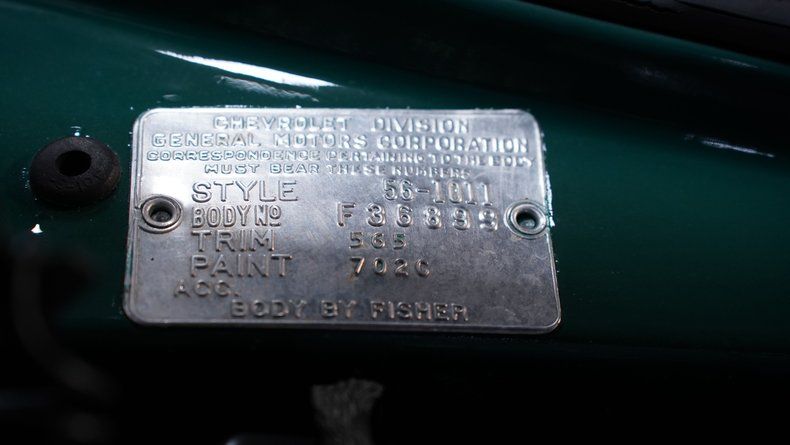 CHEVROLET DIVISION
GENERAL MOTORS CORPORATION
CORRESPONDENCE PERTAINING TO THE BODY
MUST BEAR THESE NUMBERS
STYLE 56-1011
BODY NO F36899
TRIM 565
PAINT 702C
ACC.
BODY BY FISHER